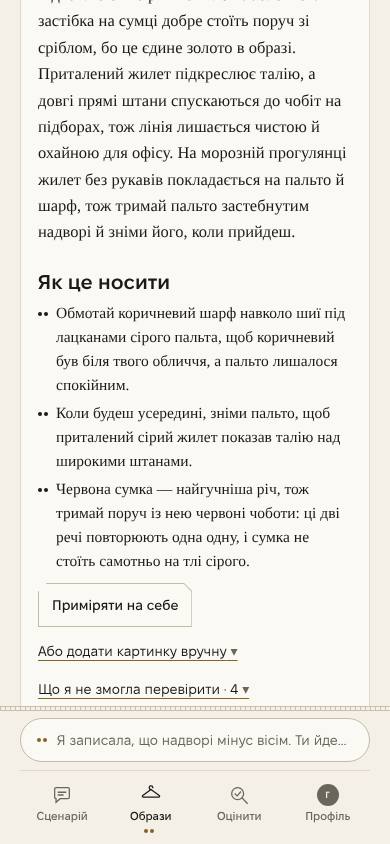 застібка на сумці добре стоїть поруч зі
сріблом, бо це єдине золото в образі.
Приталений жилет підкреслює талію, а
довгі прямі штани спускаються до чобіт на
підборах, тож лінія лишається чистою й
охайною для офісу. На морозній прогулянці
жилет без рукавів покладається на пальто й
шарф, тож тримай пальто застебнутим
надворі й зніми його, коли прийдеш.
Як це носити
•• Обмотай коричневий шарф навколо шиї під
лацканами сірого пальта, щоб коричневий
був біля твого обличчя, а пальто лишалося
спокійним.
•• Коли будеш усередині, зніми пальто, щоб
приталений сірий жилет показав талію над
широкими штанами.
•• Червона сумка — найгучніша річ, тож
тримай поруч із нею червоні чоботи: ці дві
речі повторюють одна одну, і сумка не
стоїть самотньо на тлі сірого.
Приміряти на себе
Або додати картинку вручну ▾
Що я не змогла перевірити · 4 ▾
•• Я записала, що надворі мінус вісім. Ти йде...
Сценарій
Образи
Оцінити
г
Профіль